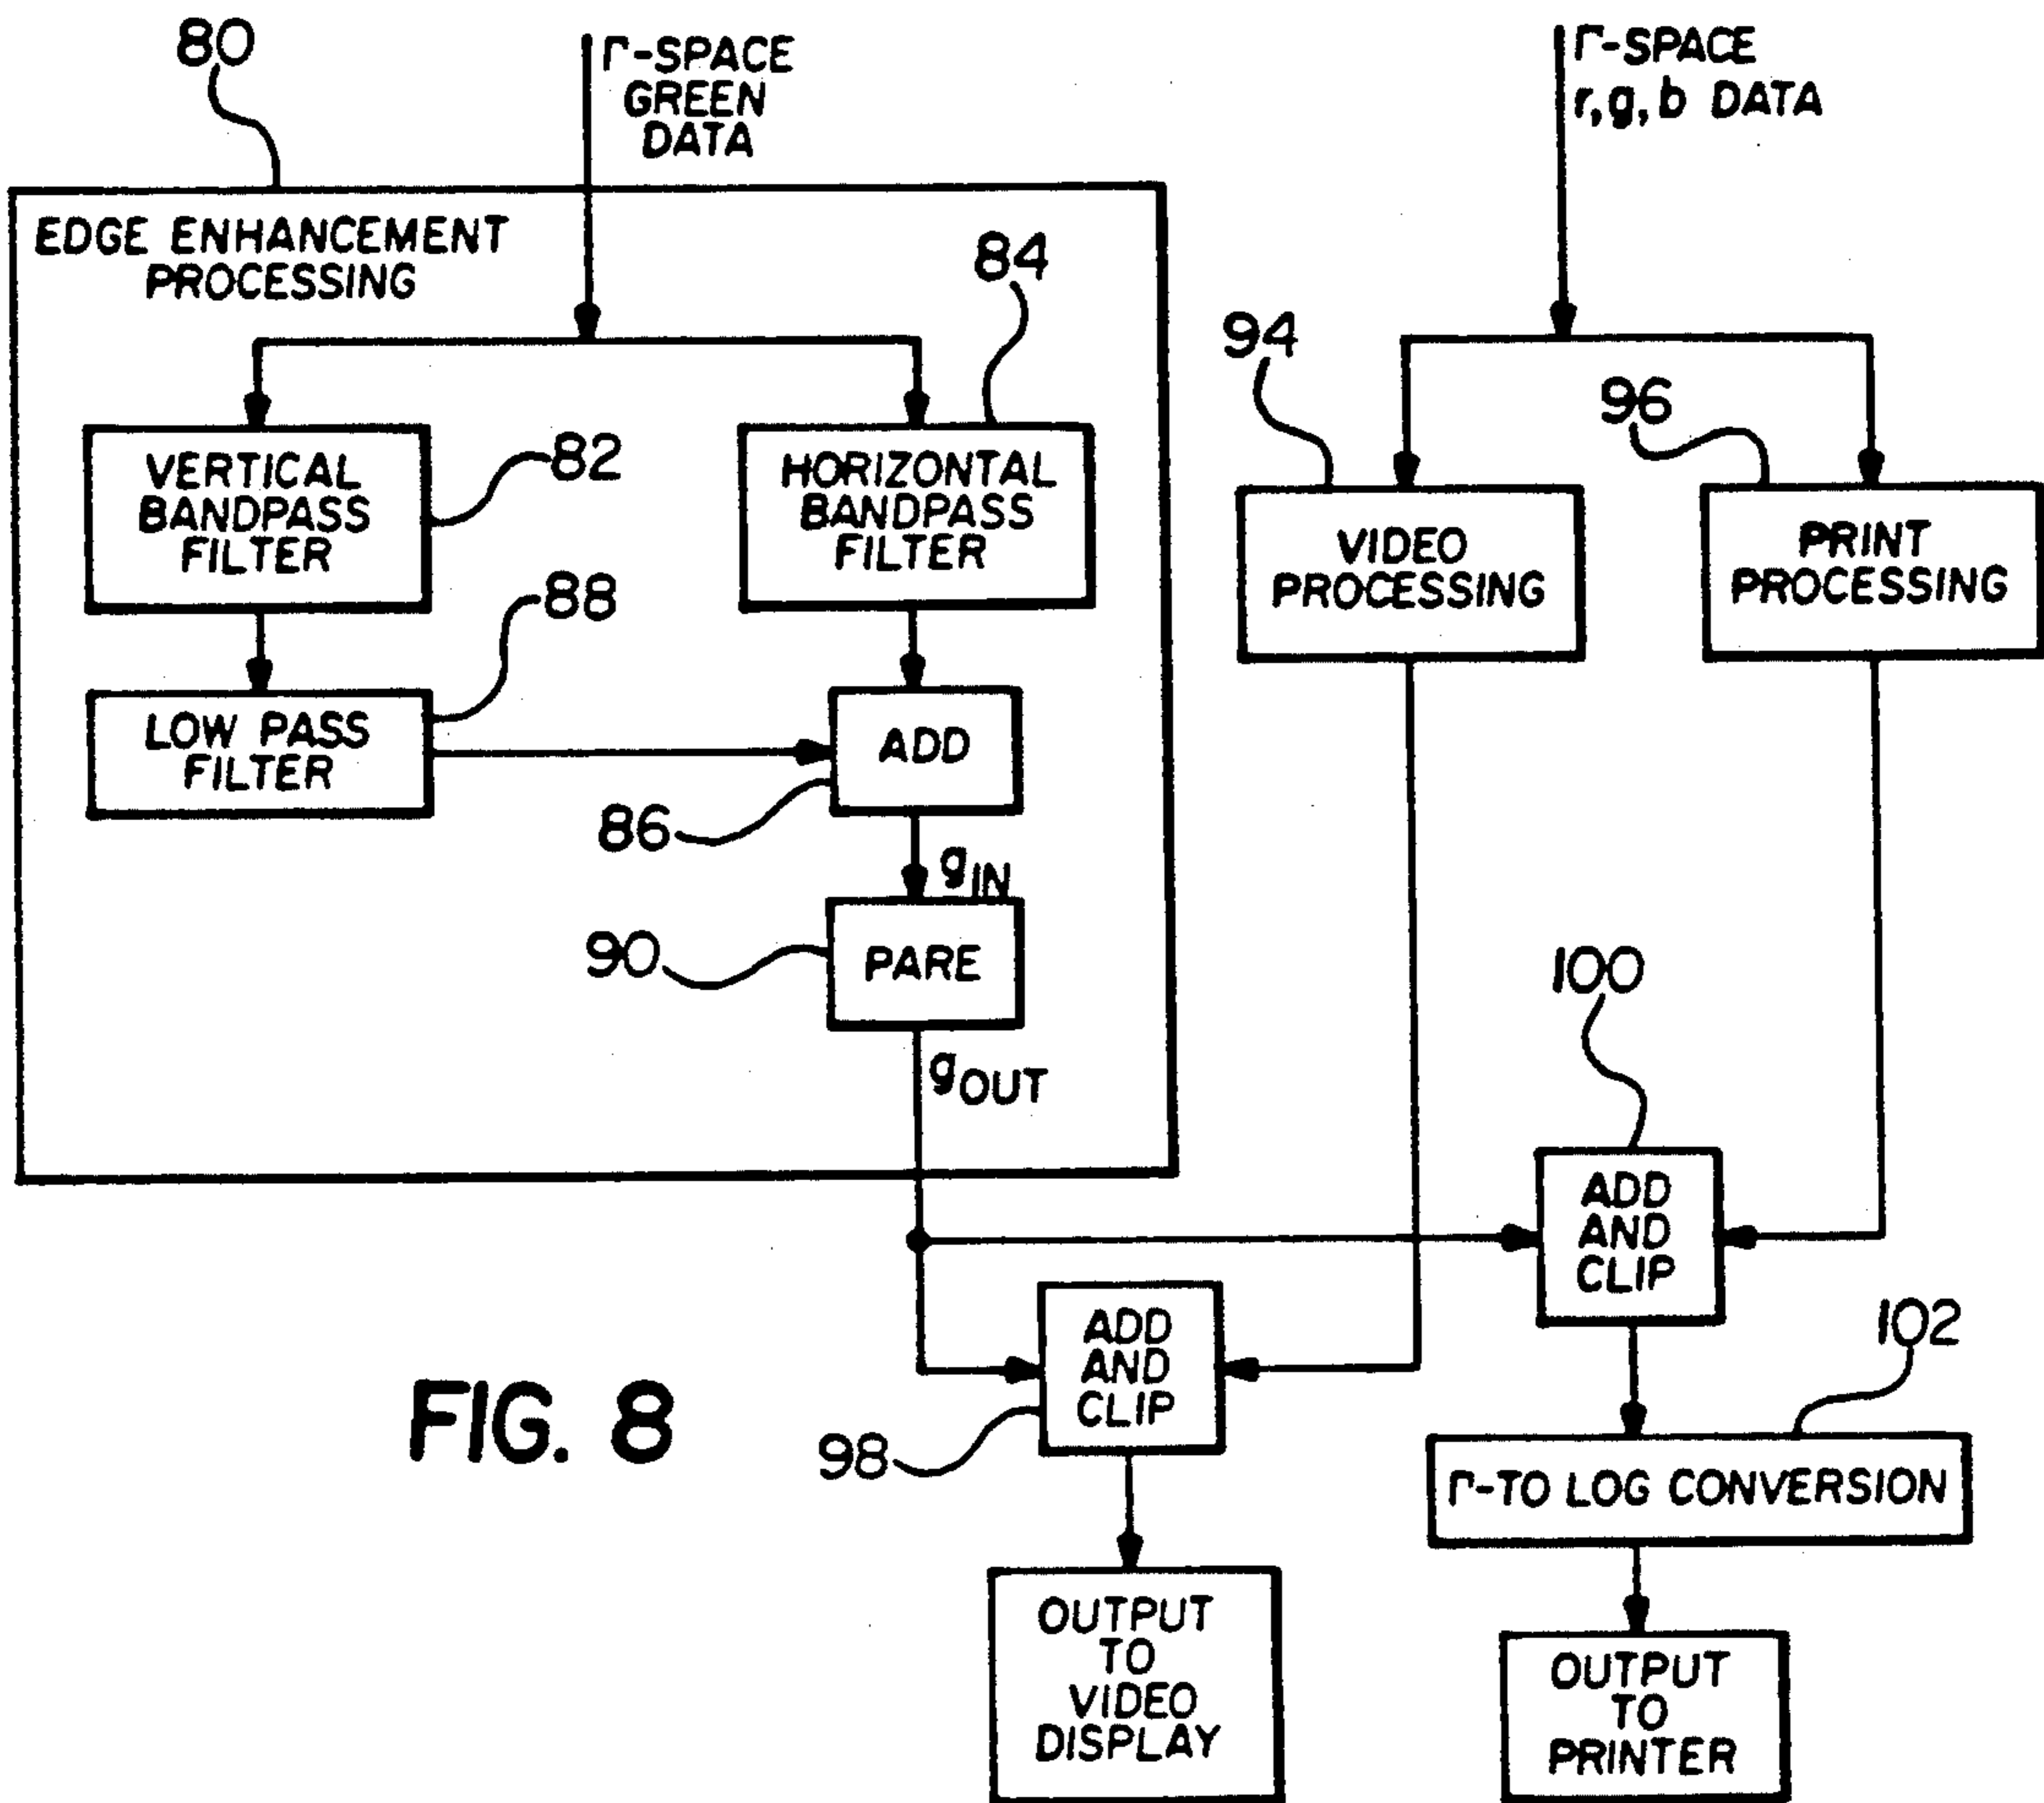 80
Γ-SPACE
GREEN
DATA
Γ-SPACE
r,g,b DATA
EDGE ENHANCEMENT
PROCESSING
84
94
96
VERTICAL
BANDPASS
FILTER
82
HORIZONTAL
BANDPASS
FILTER
VIDEO
PROCESSING
PRINT
PROCESSING
88
LOW PASS
FILTER
ADD
86
gIN
90
PARE
gOUT
100
ADD
AND
CLIP
ADD
AND
CLIP
98
102
Γ-TO LOG CONVERSION
FIG. 8
OUTPUT
TO
VIDEO
DISPLAY
OUTPUT
TO
PRINTER